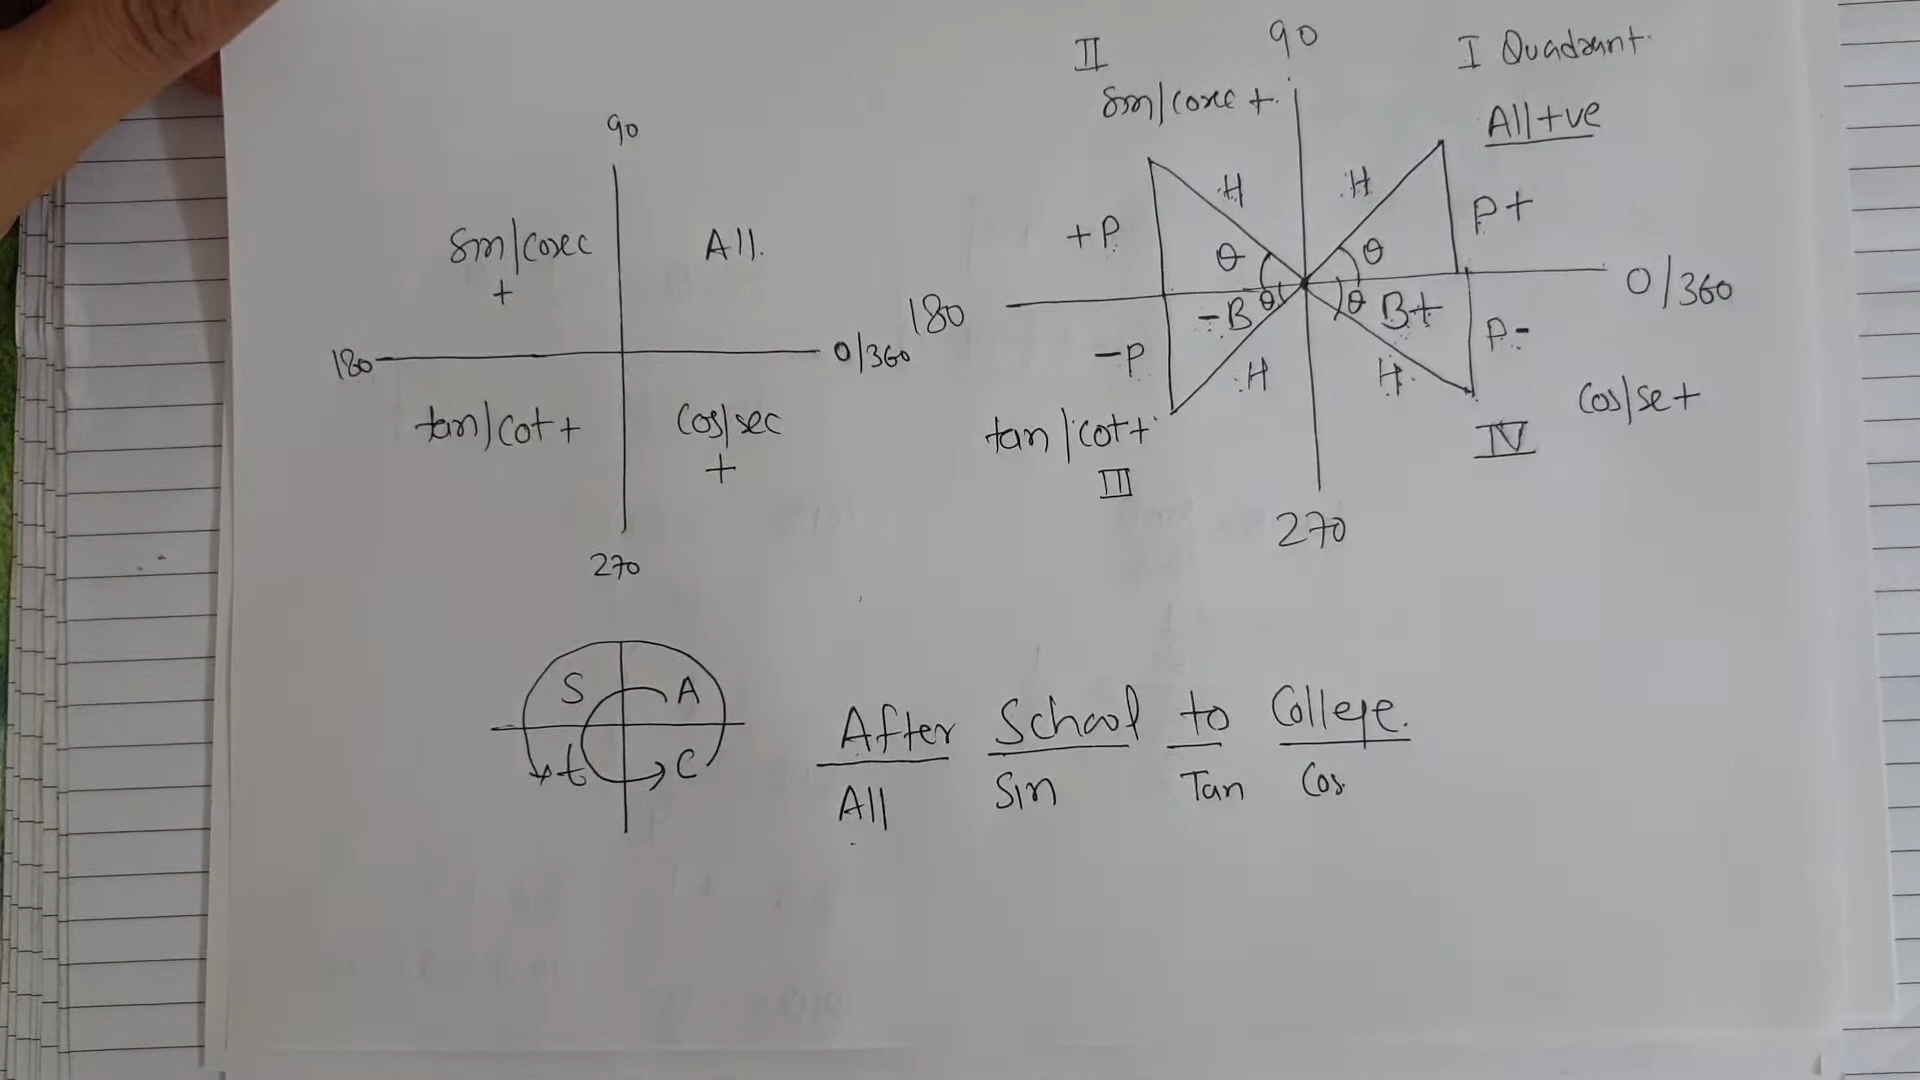 90
sin/cosec
+
All.
180
0/360
tan/cot +
cos/sec
+
270
II
90
I Quadrant.
sin/cosec +
All +ve
H
H
+P
P+
θ
θ
180
0/360
-B
θ
θ
B+
-P
P-
H
H
tan/cot +
cos/se +
III
IV
270
S
A
t
C
After School to College.
All Sin Tan Cos